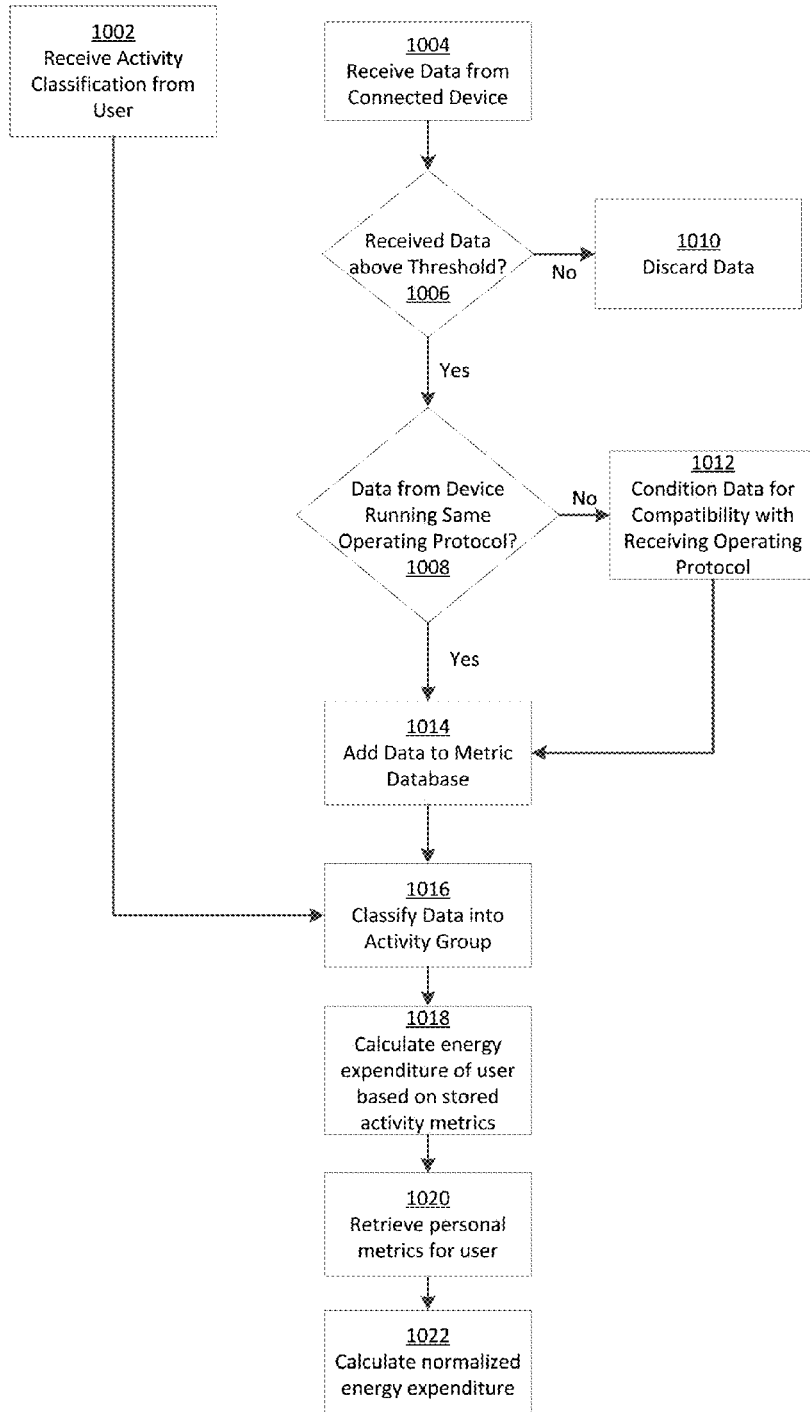 1002
Receive Activity
Classification from
User
1004
Receive Data from
Connected Device
Received Data
above Threshold?
1006
No
1010
Discard Data
Yes
Data from Device
Running Same
Operating Protocol?
1008
No
1012
Condition Data for
Compatibility with
Receiving Operating
Protocol
Yes
1014
Add Data to Metric
Database
1016
Classify Data into
Activity Group
1018
Calculate energy
expenditure of user
based on stored
activity metrics
1020
Retrieve personal
metrics for user
1022
Calculate normalized
energy expenditure